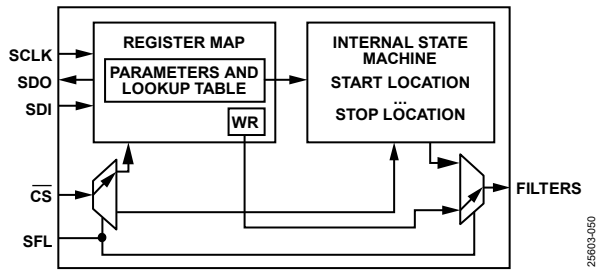 REGISTER MAP
PARAMETERS AND
LOOKUP TABLE
WR
INTERNAL STATE
MACHINE
START LOCATION
...
STOP LOCATION
SCLK
SDO
SDI
CS
SFL
FILTERS
25603-050